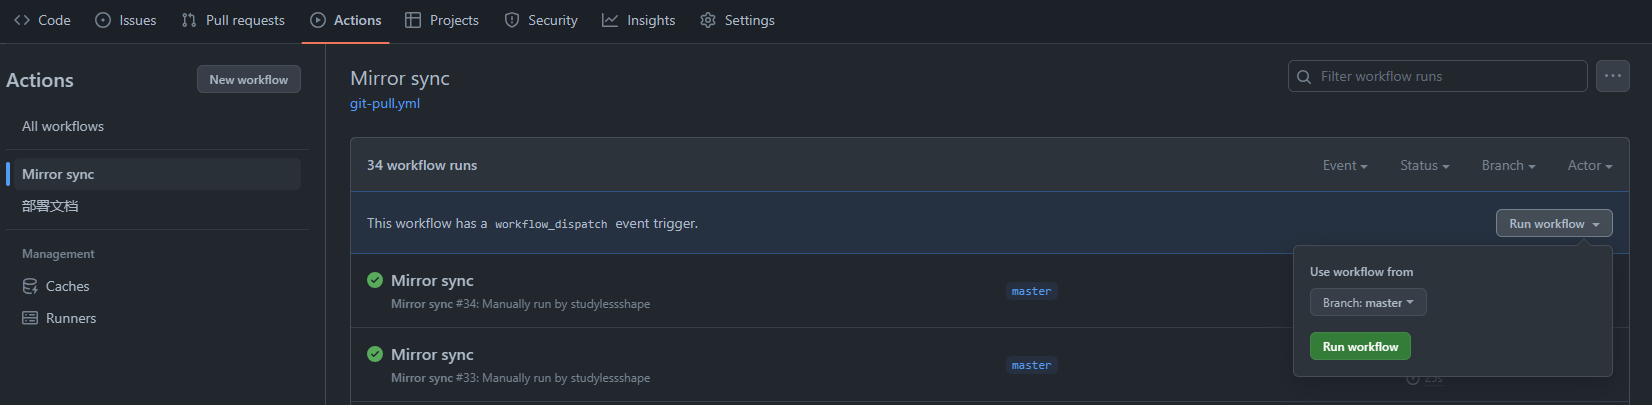 Code Issues Pull requests Actions Projects Security Insights Settings
Actions New workflow
All workflows
Mirror sync
部署文档
Management
Caches
Runners
Mirror sync
git-pull.yml
Filter workflow runs
34 workflow runs Event Status Branch Actor
This workflow has a workflow_dispatch event trigger. Run workflow
Use workflow from
Branch: master
Run workflow
Mirror sync
Mirror sync #34: Manually run by studylessshape
master
Mirror sync
Mirror sync #33: Manually run by studylessshape
master